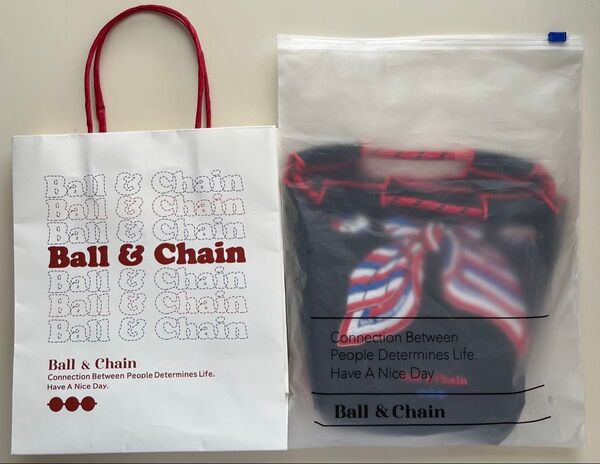 Ball & Chain
Ball & Chain
Ball & Chain
Ball & Chain
Ball & Chain
Ball & Chain
Ball & Chain
Ball & Chain
Connection Between People Determines Life.
Have A Nice Day.
Connection Between
People Determines Life.
Have A Nice Day
Chain
Ball & Chain